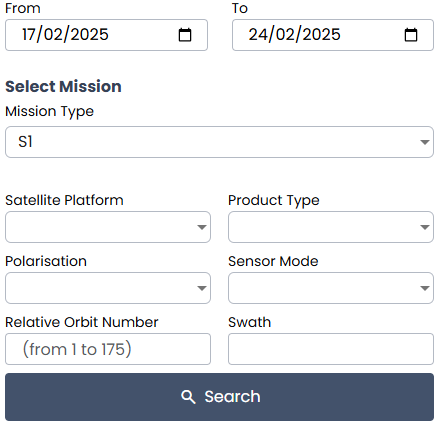 From To
17/02/2025 24/02/2025
Select Mission
Mission Type
S1
Satellite Platform Product Type
Polarisation Sensor Mode
Relative Orbit Number Swath
(from 1 to 175)
Search